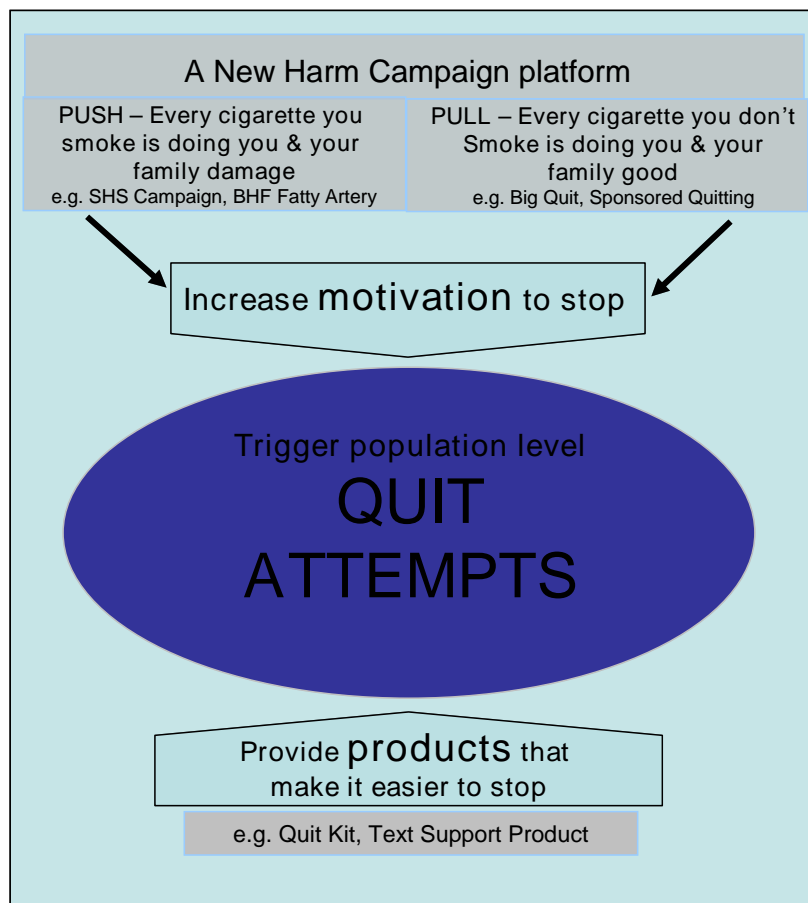 A New Harm Campaign platform
PUSH – Every cigarette you
smoke is doing you & your
family damage
e.g. SHS Campaign, BHF Fatty Artery
PULL – Every cigarette you don't
Smoke is doing you & your
family good
e.g. Big Quit, Sponsored Quitting
Increase motivation to stop
Trigger population level
QUIT
ATTEMPTS
Provide products that
make it easier to stop
e.g. Quit Kit, Text Support Product